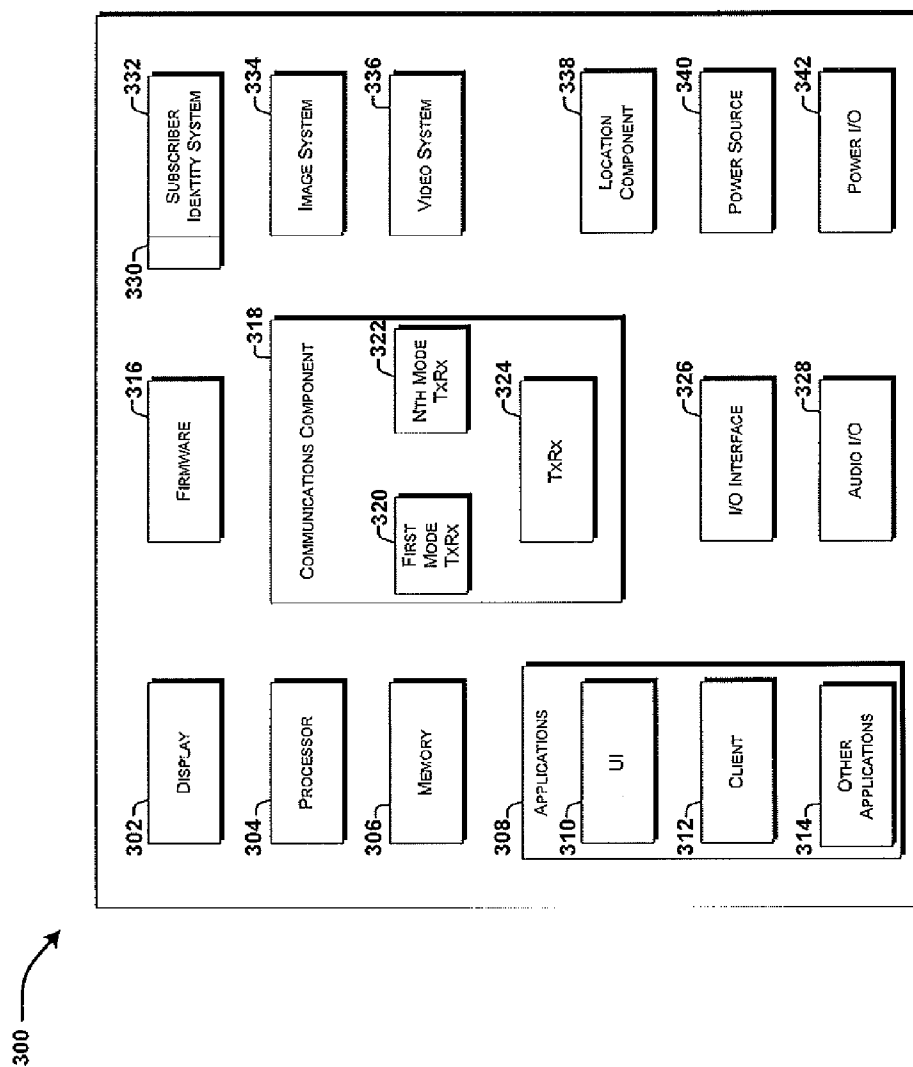 300
302
DISPLAY
304
PROCESSOR
306
MEMORY
308
APPLICATIONS
310
UI
312
CLIENT
314
OTHER
APPLICATIONS
316
FIRMWARE
318
COMMUNICATIONS COMPONENT
320
FIRST
MODE
TXRX
322
NTH MODE
TXRX
324
TXRX
326
I/O INTERFACE
328
AUDIO I/O
330
332
SUBSCRIBER
IDENTITY SYSTEM
334
IMAGE SYSTEM
336
VIDEO SYSTEM
338
LOCATION
COMPONENT
340
POWER SOURCE
342
POWER I/O